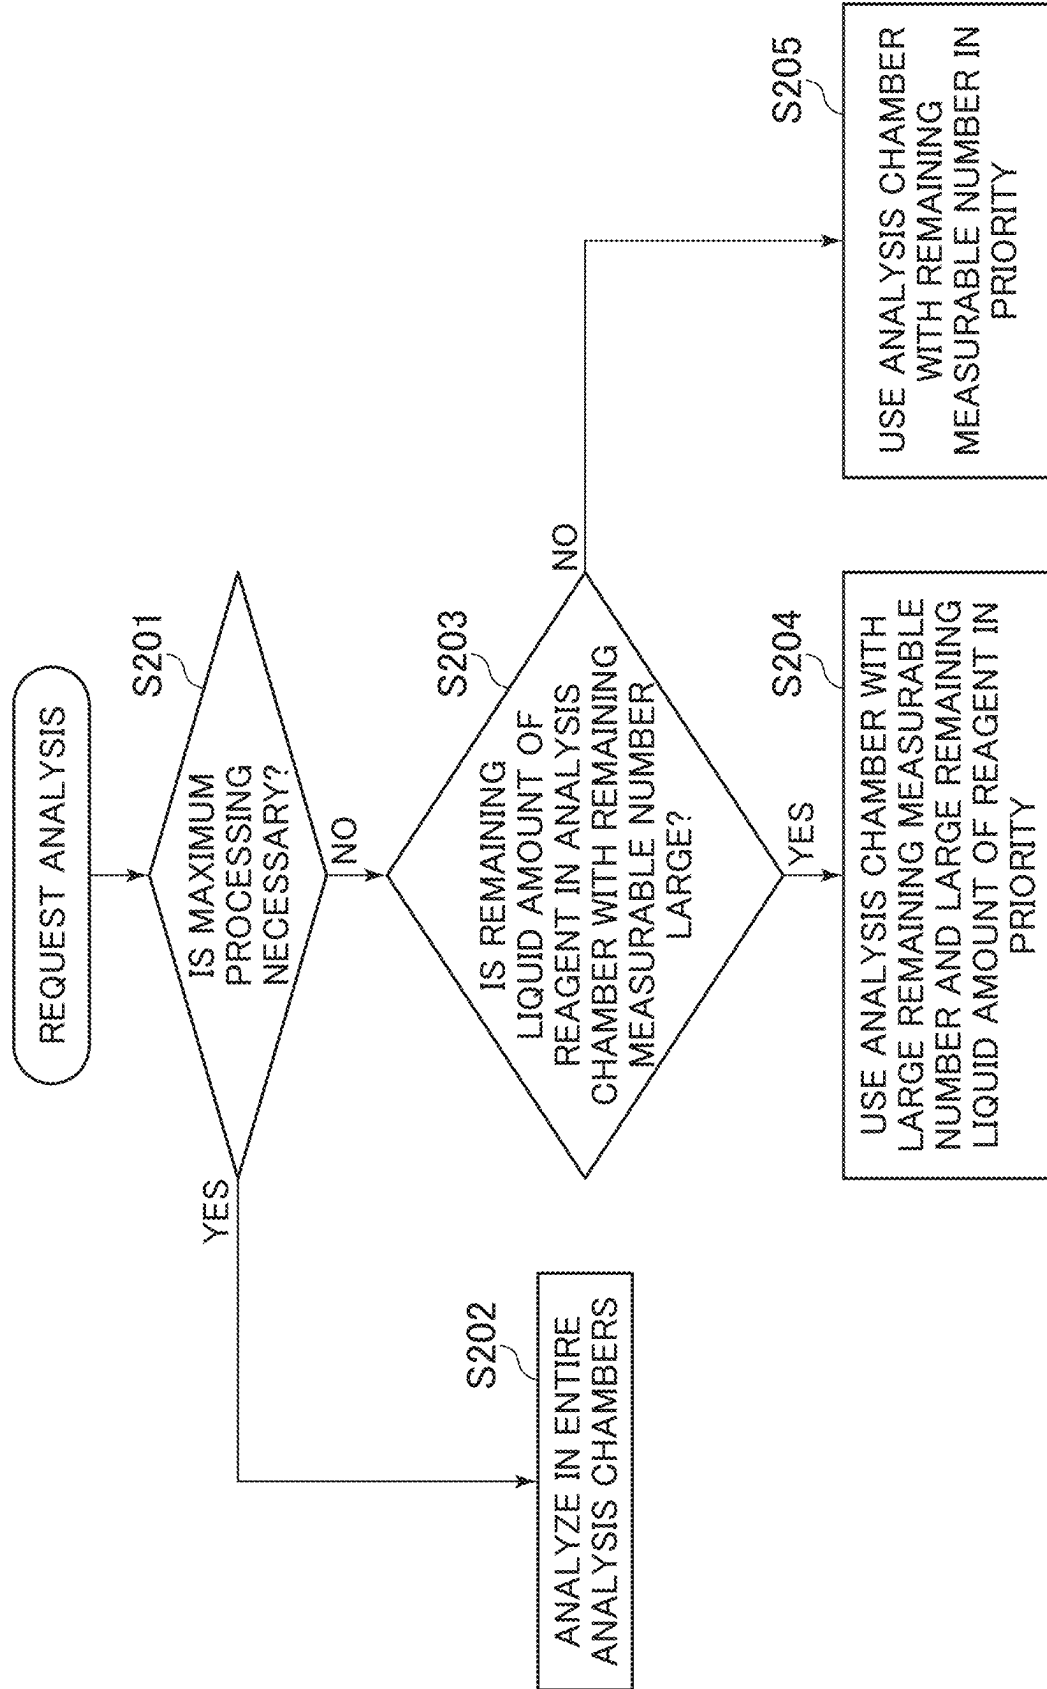 REQUEST ANALYSIS
S201
IS MAXIMUM
PROCESSING
NECESSARY?
YES
NO
S202
ANALYZE IN ENTIRE
ANALYSIS CHAMBERS
S203
IS REMAINING
LIQUID AMOUNT OF
REAGENT IN ANALYSIS
CHAMBER WITH REMAINING
MEASURABLE NUMBER
LARGE?
NO
YES
S204
USE ANALYSIS CHAMBER WITH
LARGE REMAINING MEASURABLE
NUMBER AND LARGE REMAINING
LIQUID AMOUNT OF REAGENT IN
PRIORITY
S205
USE ANALYSIS CHAMBER
WITH REMAINING
MEASURABLE NUMBER IN
PRIORITY